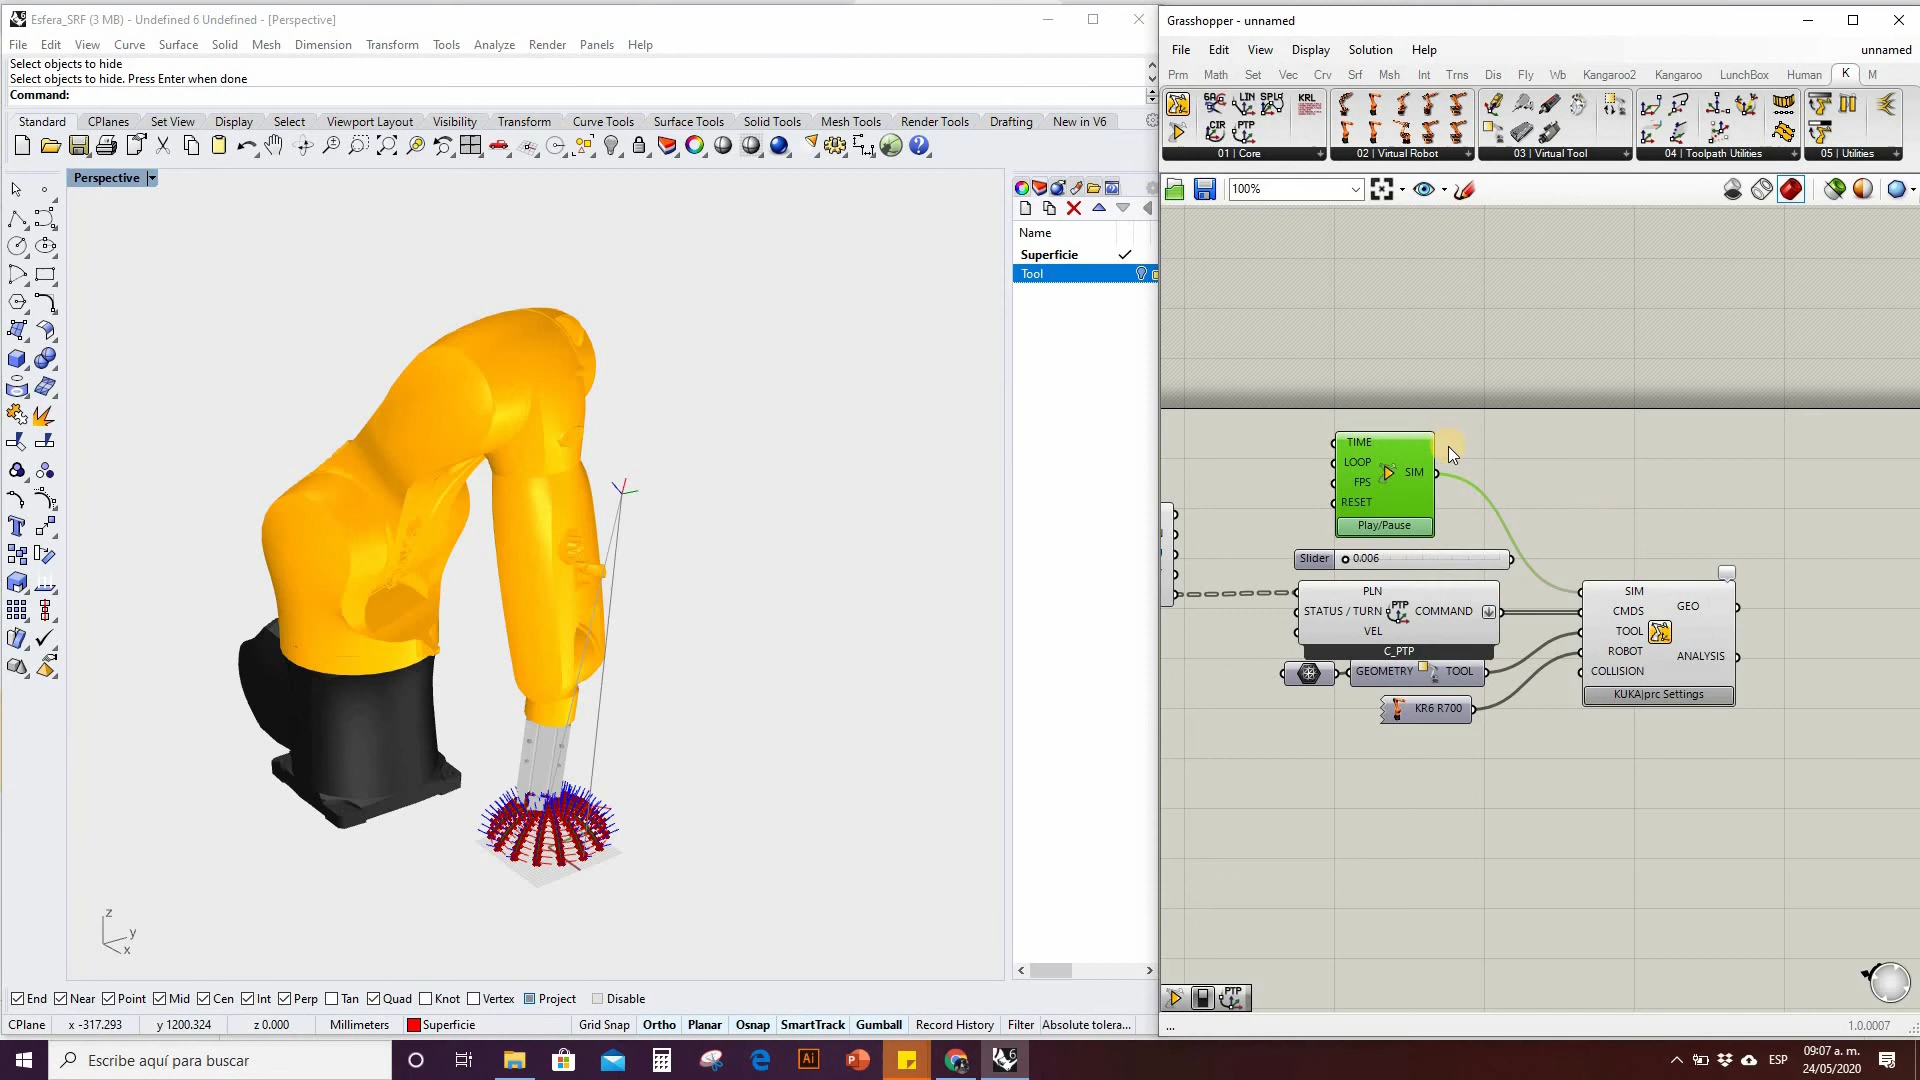 Esfera_SRF (3 MB) - Undefined 6 Undefined - [Perspective]
File Edit View Curve Surface Solid Mesh Dimension Transform Tools Analyze Render Panels Help
Select objects to hide
Select objects to hide. Press Enter when done
Command:
Standard CPlanes Set View Display Select Viewport Layout Visibility Transform Curve Tools Surface Tools Solid Tools Mesh Tools Render Tools Drafting New in V6
Perspective
Name
Superficie
Tool
z
y
x
End Near Point Mid Cen Int Perp Tan Quad Knot Vertex Project Disable
CPlane x -317.293 y 1200.324 z 0.000 Millimeters Superficie Grid Snap Ortho Planar Osnap SmartTrack Gumball Record History Filter Absolute tolera...
Grasshopper - unnamed
File Edit View Display Solution Help unnamed
Prm Math Set Vec Crv Srf Msh Int Trns Dis Fly Wb Kangaroo2 Kangaroo LunchBox Human K M
LIN KRL
CIR PTP
01 | Core 02 | Virtual Robot 03 | Virtual Tool 04 | Toolpath Utilities 05 | Utilities
100%
TIME
LOOP
FPS
RESET
SIM
Play/Pause
Slider 0.006
PLN
STATUS / TURN PTP COMMAND
VEL
C_PTP
GEOMETRY TOOL
KR6 R700
SIM
CMDS
TOOL
ROBOT
COLLISION
GEO
ANALYSIS
KUKA|prc Settings
PTP
...
1.0.0007
Escribe aquí para buscar
Ai
6
ESP
09:07 a. m.
24/05/2020